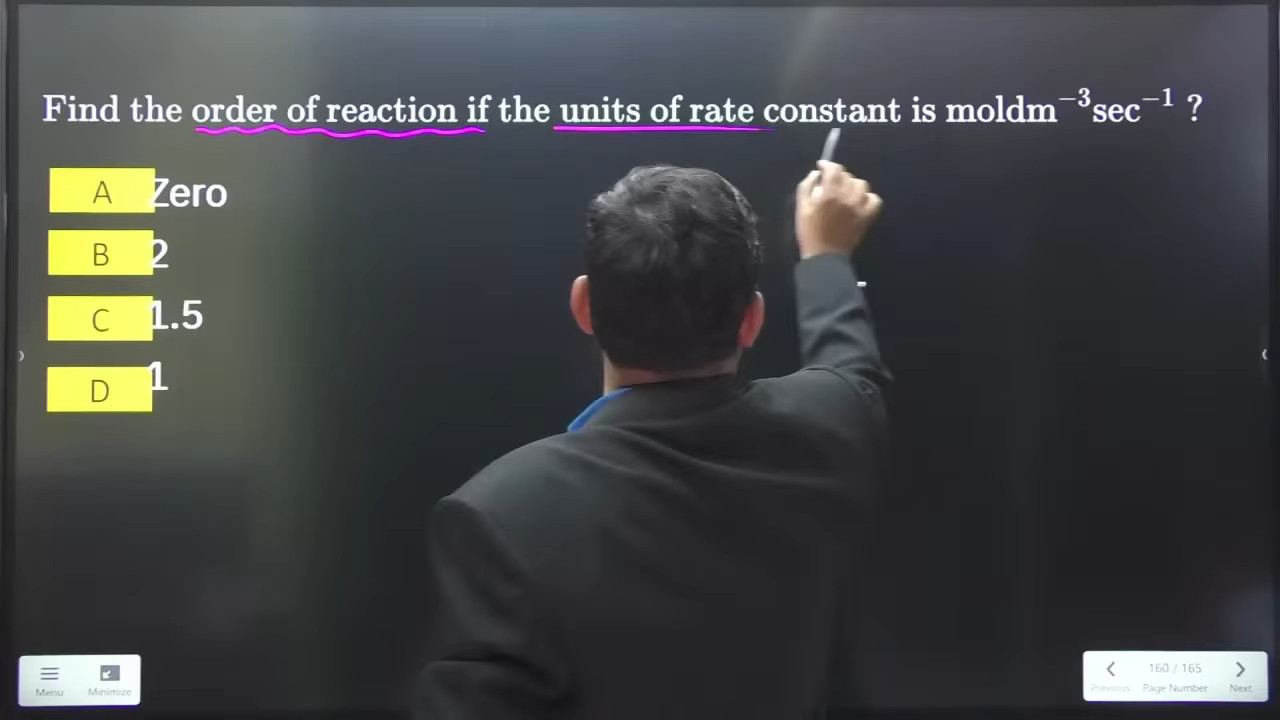 Find the order of reaction if the units of rate constant is moldm⁻³sec⁻¹ ?
A Zero
B 2
C 1.5
D 1
Menu
Minimize
160 / 165
Previous
Page Number
Next